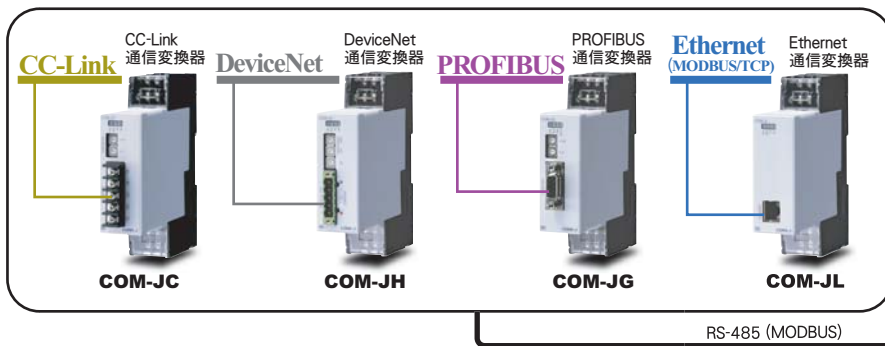 CC-Link
CC-Link
通信変換器
DeviceNet
DeviceNet
通信変換器
PROFIBUS
PROFIBUS
通信変換器
Ethernet
(MODBUS/TCP)
Ethernet
通信変換器
COM-JC
COM-JH
COM-JG
COM-JL
RS-485 (MODBUS)